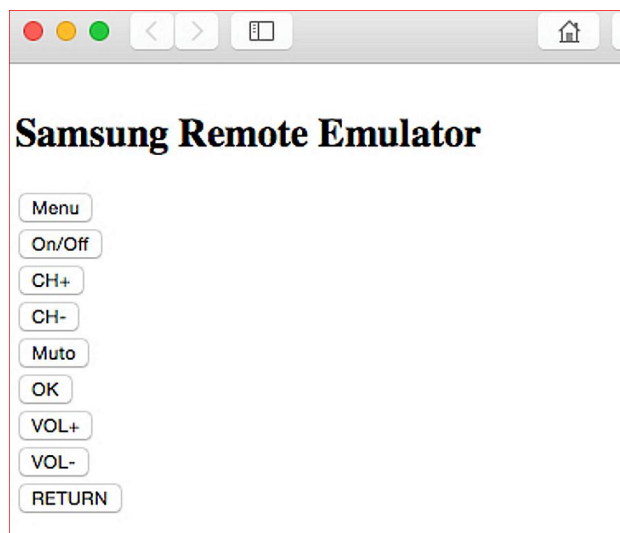 Samsung Remote Emulator
Menu
On/Off
CH+
CH-
Muto
OK
VOL+
VOL-
RETURN